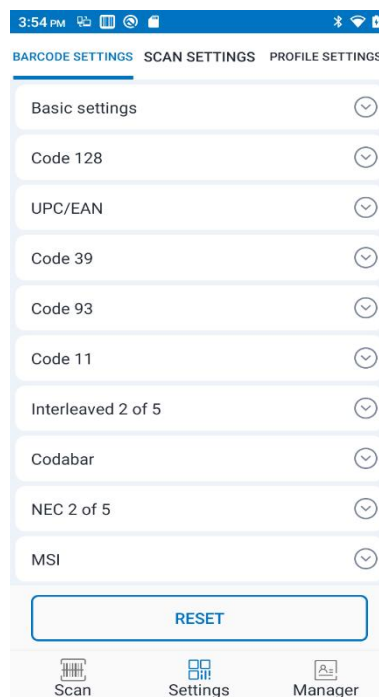 3:54 PM
BARCODE SETTINGS SCAN SETTINGS PROFILE SETTINGS
Basic settings
Code 128
UPC/EAN
Code 39
Code 93
Code 11
Interleaved 2 of 5
Codabar
NEC 2 of 5
MSI
RESET
Scan Settings Manager